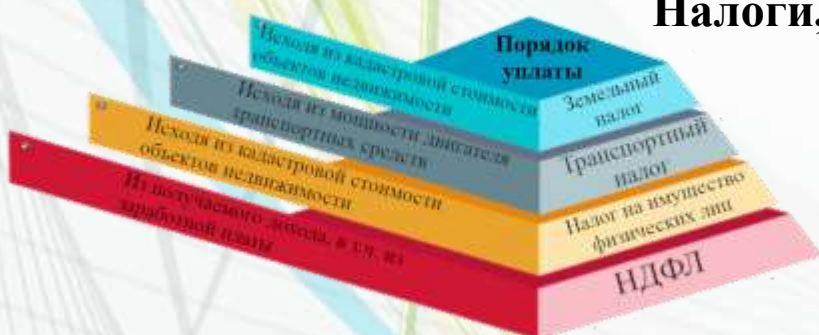 Налоги,
Порядок
уплаты
Исходя из кадастровой стоимости
объектов недвижимости
Земельный
налог
Исходя из мощности двигателя
транспортных средств
Транспортный
налог
Исходя из кадастровой стоимости
объектов недвижимости
Налог на имущество
физических лиц
Из получаемого дохода, в т.ч. из
заработной платы
НДФЛ